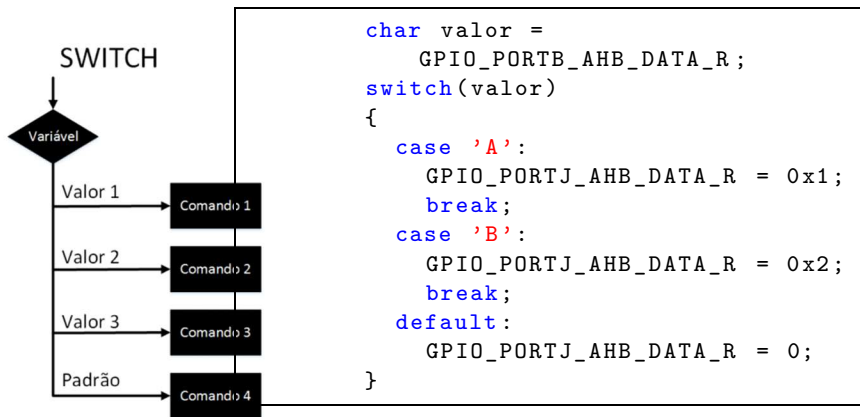 SWITCH
Variável
Valor 1
Comando 1
Valor 2
Comando 2
Valor 3
Comando 3
Padrão
Comando 4
char valor =
GPIO_PORTB_AHB_DATA_R;
switch(valor)
{
case 'A':
GPIO_PORTJ_AHB_DATA_R = 0x1;
break;
case 'B':
GPIO_PORTJ_AHB_DATA_R = 0x2;
break;
default:
GPIO_PORTJ_AHB_DATA_R = 0;
}